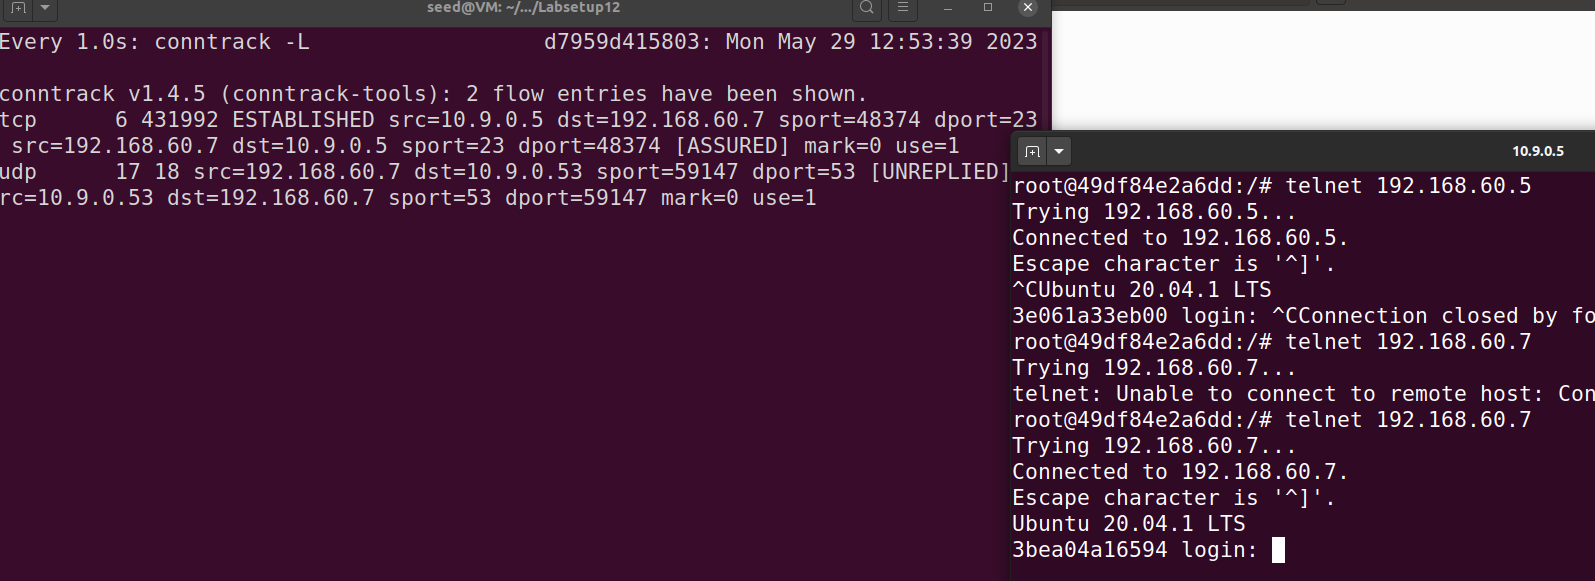 seed@VM: ~/.../Labsetup12
Every 1.0s: conntrack -L d7959d415803: Mon May 29 12:53:39 2023
conntrack v1.4.5 (conntrack-tools): 2 flow entries have been shown.
tcp 6 431992 ESTABLISHED src=10.9.0.5 dst=192.168.60.7 sport=48374 dport=23
src=192.168.60.7 dst=10.9.0.5 sport=23 dport=48374 [ASSURED] mark=0 use=1
udp 17 18 src=192.168.60.7 dst=10.9.0.53 sport=59147 dport=53 [UNREPLIED]
rc=10.9.0.53 dst=192.168.60.7 sport=53 dport=59147 mark=0 use=1
10.9.0.5
root@49df84e2a6dd:/# telnet 192.168.60.5
Trying 192.168.60.5...
Connected to 192.168.60.5.
Escape character is '^]'.
^CUbuntu 20.04.1 LTS
3e061a33eb00 login: ^CConnection closed by fo
root@49df84e2a6dd:/# telnet 192.168.60.7
Trying 192.168.60.7...
telnet: Unable to connect to remote host: Con
root@49df84e2a6dd:/# telnet 192.168.60.7
Trying 192.168.60.7...
Connected to 192.168.60.7.
Escape character is '^]'.
Ubuntu 20.04.1 LTS
3bea04a16594 login: